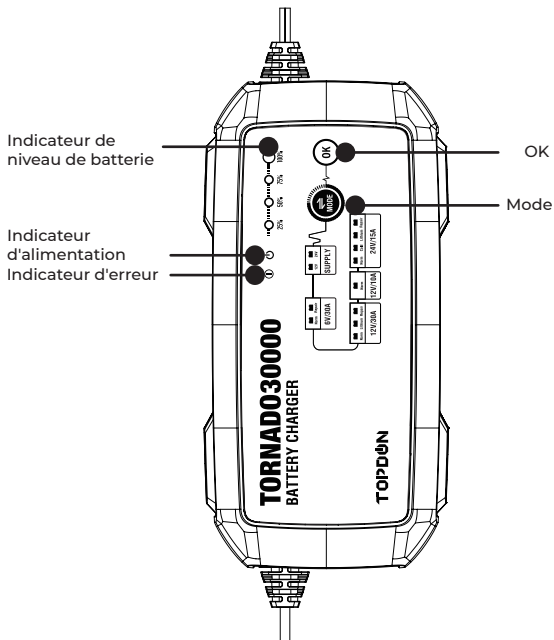 Indicateur de
niveau de batterie
Indicateur
d'alimentation
Indicateur d'erreur
OK
Mode
100%
75%
50%
25%
OK
MODE
SUPPLY
6V/30A
24V/15A
12V/10A
12V/30A
TORNADO30000
BATTERY CHARGER
TOPDON